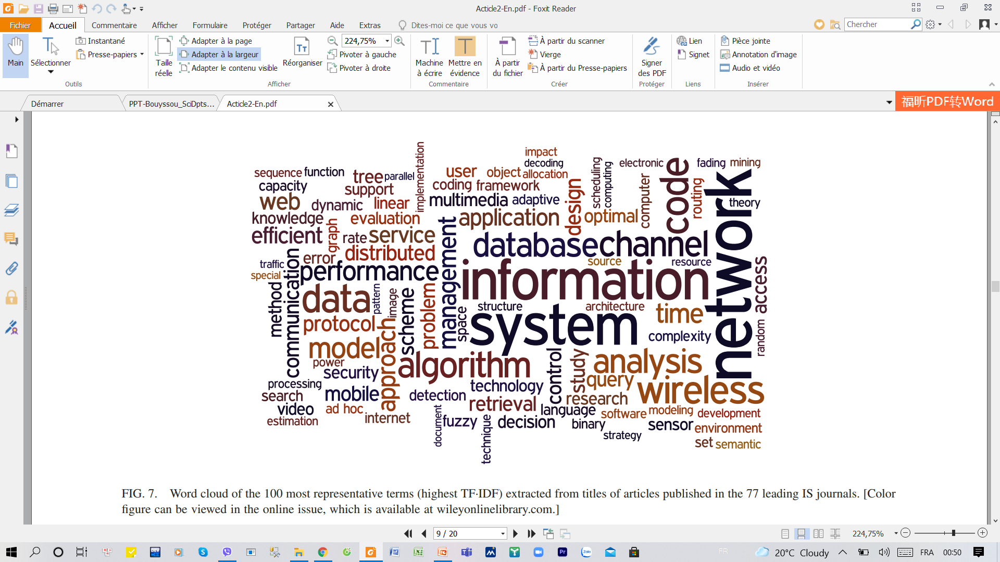 Acticle2-En.pdf - Foxit Reader
Fichier Accueil Commentaire Afficher Formulaire Protéger Partager Aide Extras Dites-moi ce que vous vo Chercher
Main
Sélectionner
Instantané
Presse-papiers
Outils
Taille
réelle
Adapter à la page
Adapter à la largeur
Adapter le contenu visible
Réorganiser
224,75%
Pivoter à gauche
Pivoter à droite
Afficher
Machine
à écrire
Mettre en
évidence
Commentaire
À partir
du fichier
À partir du scanner
Vierge
À partir du Presse-papiers
Créer
Signer
des PDF
Protéger
Lien
Signet
Liens
Pièce jointe
Annotation d'image
Audio et vidéo
Insérer
Démarrer PPT-Bouyssou_SciDpts... Acticle2-En.pdf 福昕PDF转Word
sequence
function
tree
parallel
implementation
user
object
impact
decoding
allocation
scheduling
computing
electronic
code
fading
mining
capacity
support
coding
framework
design
computer
routing
network
web
dynamic
linear
multimedia
adaptive
theory
knowledge
evaluation
management
application
optimal
efficient
graph
rate
service
database
channel
traffic
error
distributed
source
resource
special
communication
performance
information
access
method
data
pattern
image
scheme
problem
space
structure
architecture
time
protocol
approach
system
complexity
random
model
power
security
algorithm
control
study
analysis
processing
technology
query
search
mobile
detection
retrieval
research
wireless
video
ad hoc
internet
document
language
software
modeling
development
estimation
fuzzy
technique
decision
binary
strategy
sensor
environment
set
semantic
FIG. 7. Word cloud of the 100 most representative terms (highest TF·IDF) extracted from titles of articles published in the 77 leading IS journals. [Color
figure can be viewed in the online issue, which is available at wileyonlinelibrary.com.]
9 / 20
224,75%
FR
20°C Cloudy
FRA
00:50